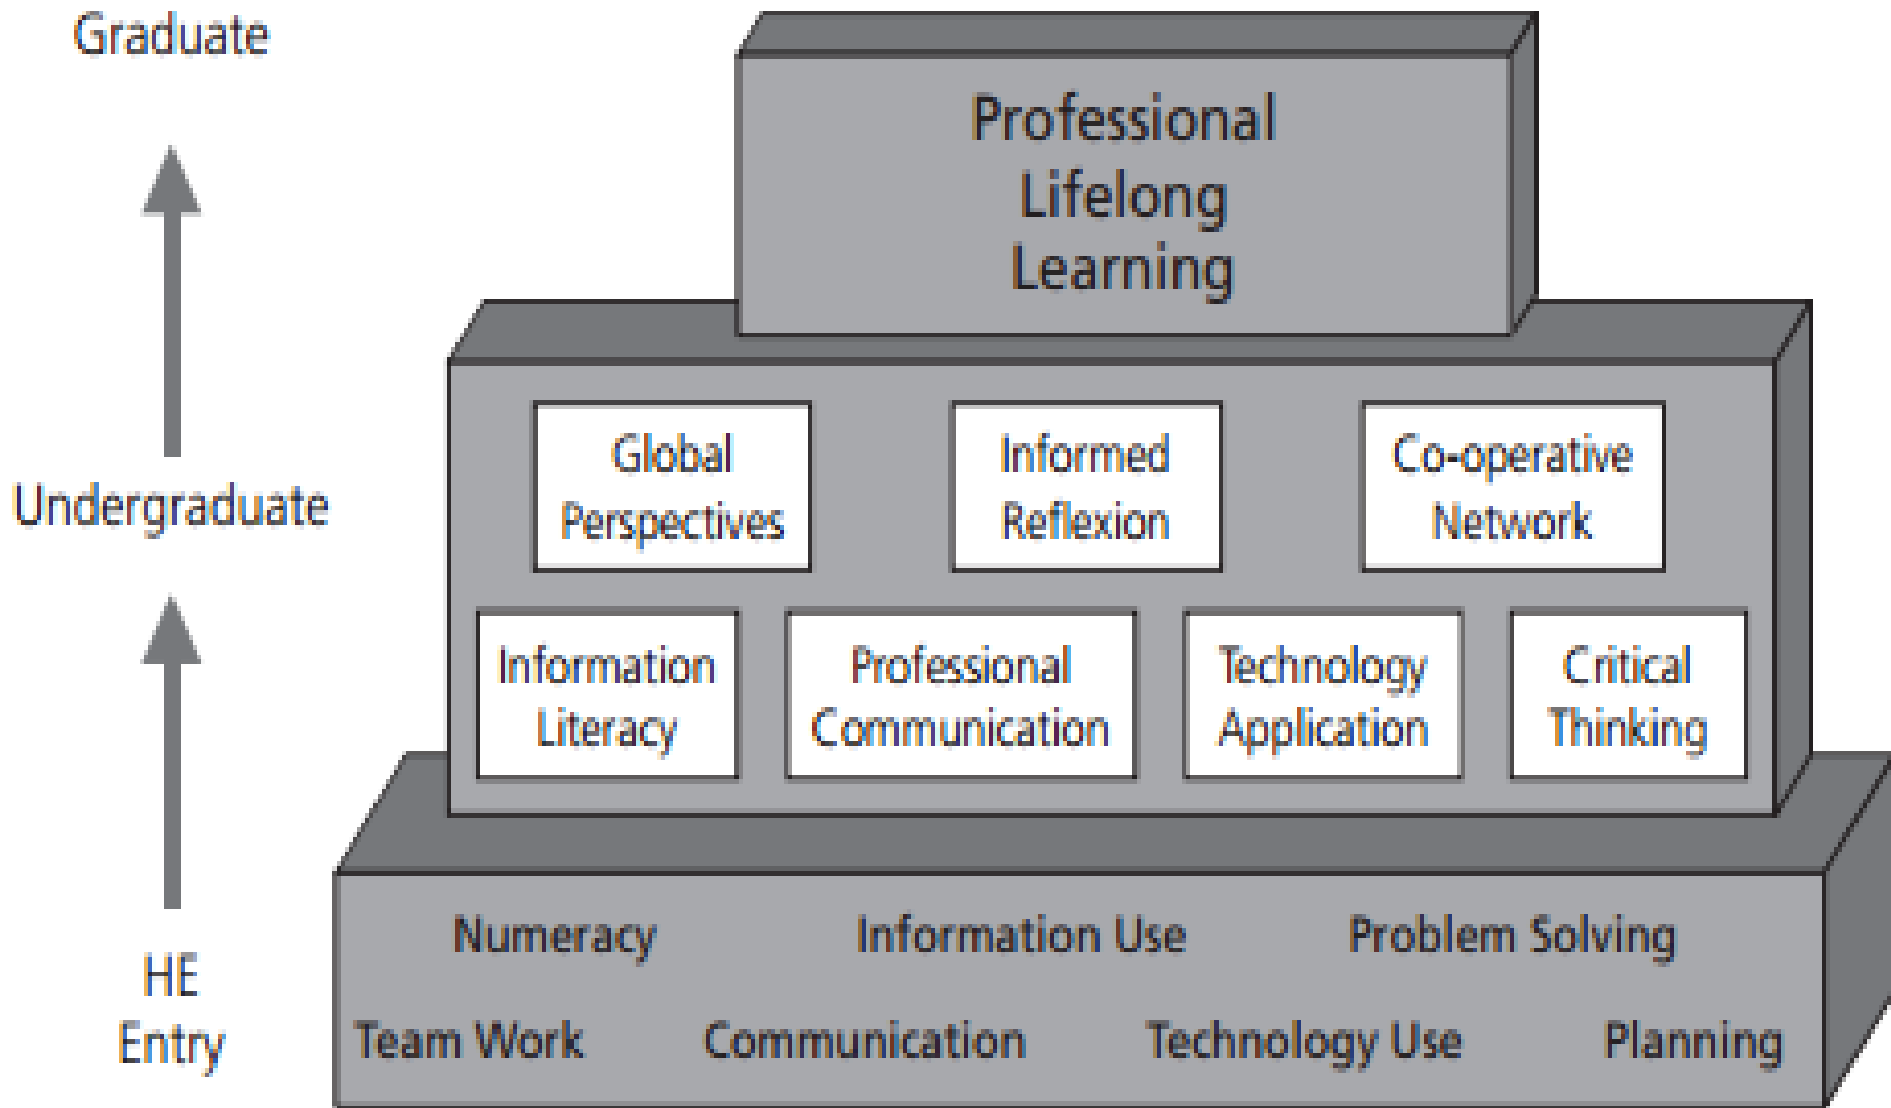 Graduate
Professional
Lifelong
Learning
Undergraduate
Global
Perspectives
Informed
Reflexion
Co-operative
Network
Information
Literacy
Professional
Communication
Technology
Application
Critical
Thinking
HE
Entry
Numeracy Information Use Problem Solving
Team Work Communication Technology Use Planning